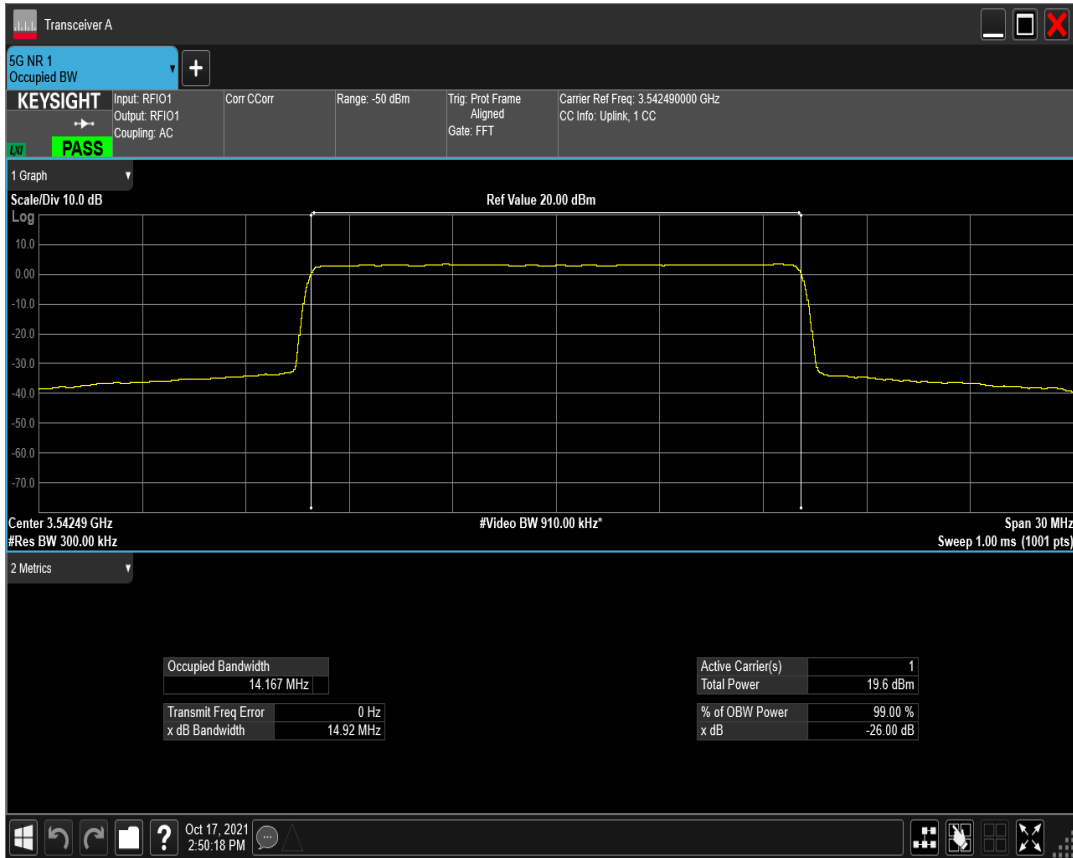 Transceiver A
5G NR 1
Occupied BW
KEYSIGHT
LXI
PASS
Input: RFIO1
Output: RFIO1
Coupling: AC
Corr CCorr
Range: -50 dBm
Trig: Prot Frame
Aligned
Gate: FFT
Carrier Ref Freq: 3.542490000 GHz
CC Info: Uplink, 1 CC
1 Graph
Scale/Div 10.0 dB
Ref Value 20.00 dBm
Log
10.0
0.00
-10.0
-20.0
-30.0
-40.0
-50.0
-60.0
-70.0
Center 3.54249 GHz
#Video BW 910.00 kHz*
Span 30 MHz
#Res BW 300.00 kHz
Sweep 1.00 ms (1001 pts)
2 Metrics
Occupied Bandwidth
14.167 MHz
Transmit Freq Error 0 Hz
x dB Bandwidth 14.92 MHz
Active Carrier(s) 1
Total Power 19.6 dBm
% of OBW Power 99.00 %
x dB -26.00 dB
Oct 17, 2021
2:50:18 PM